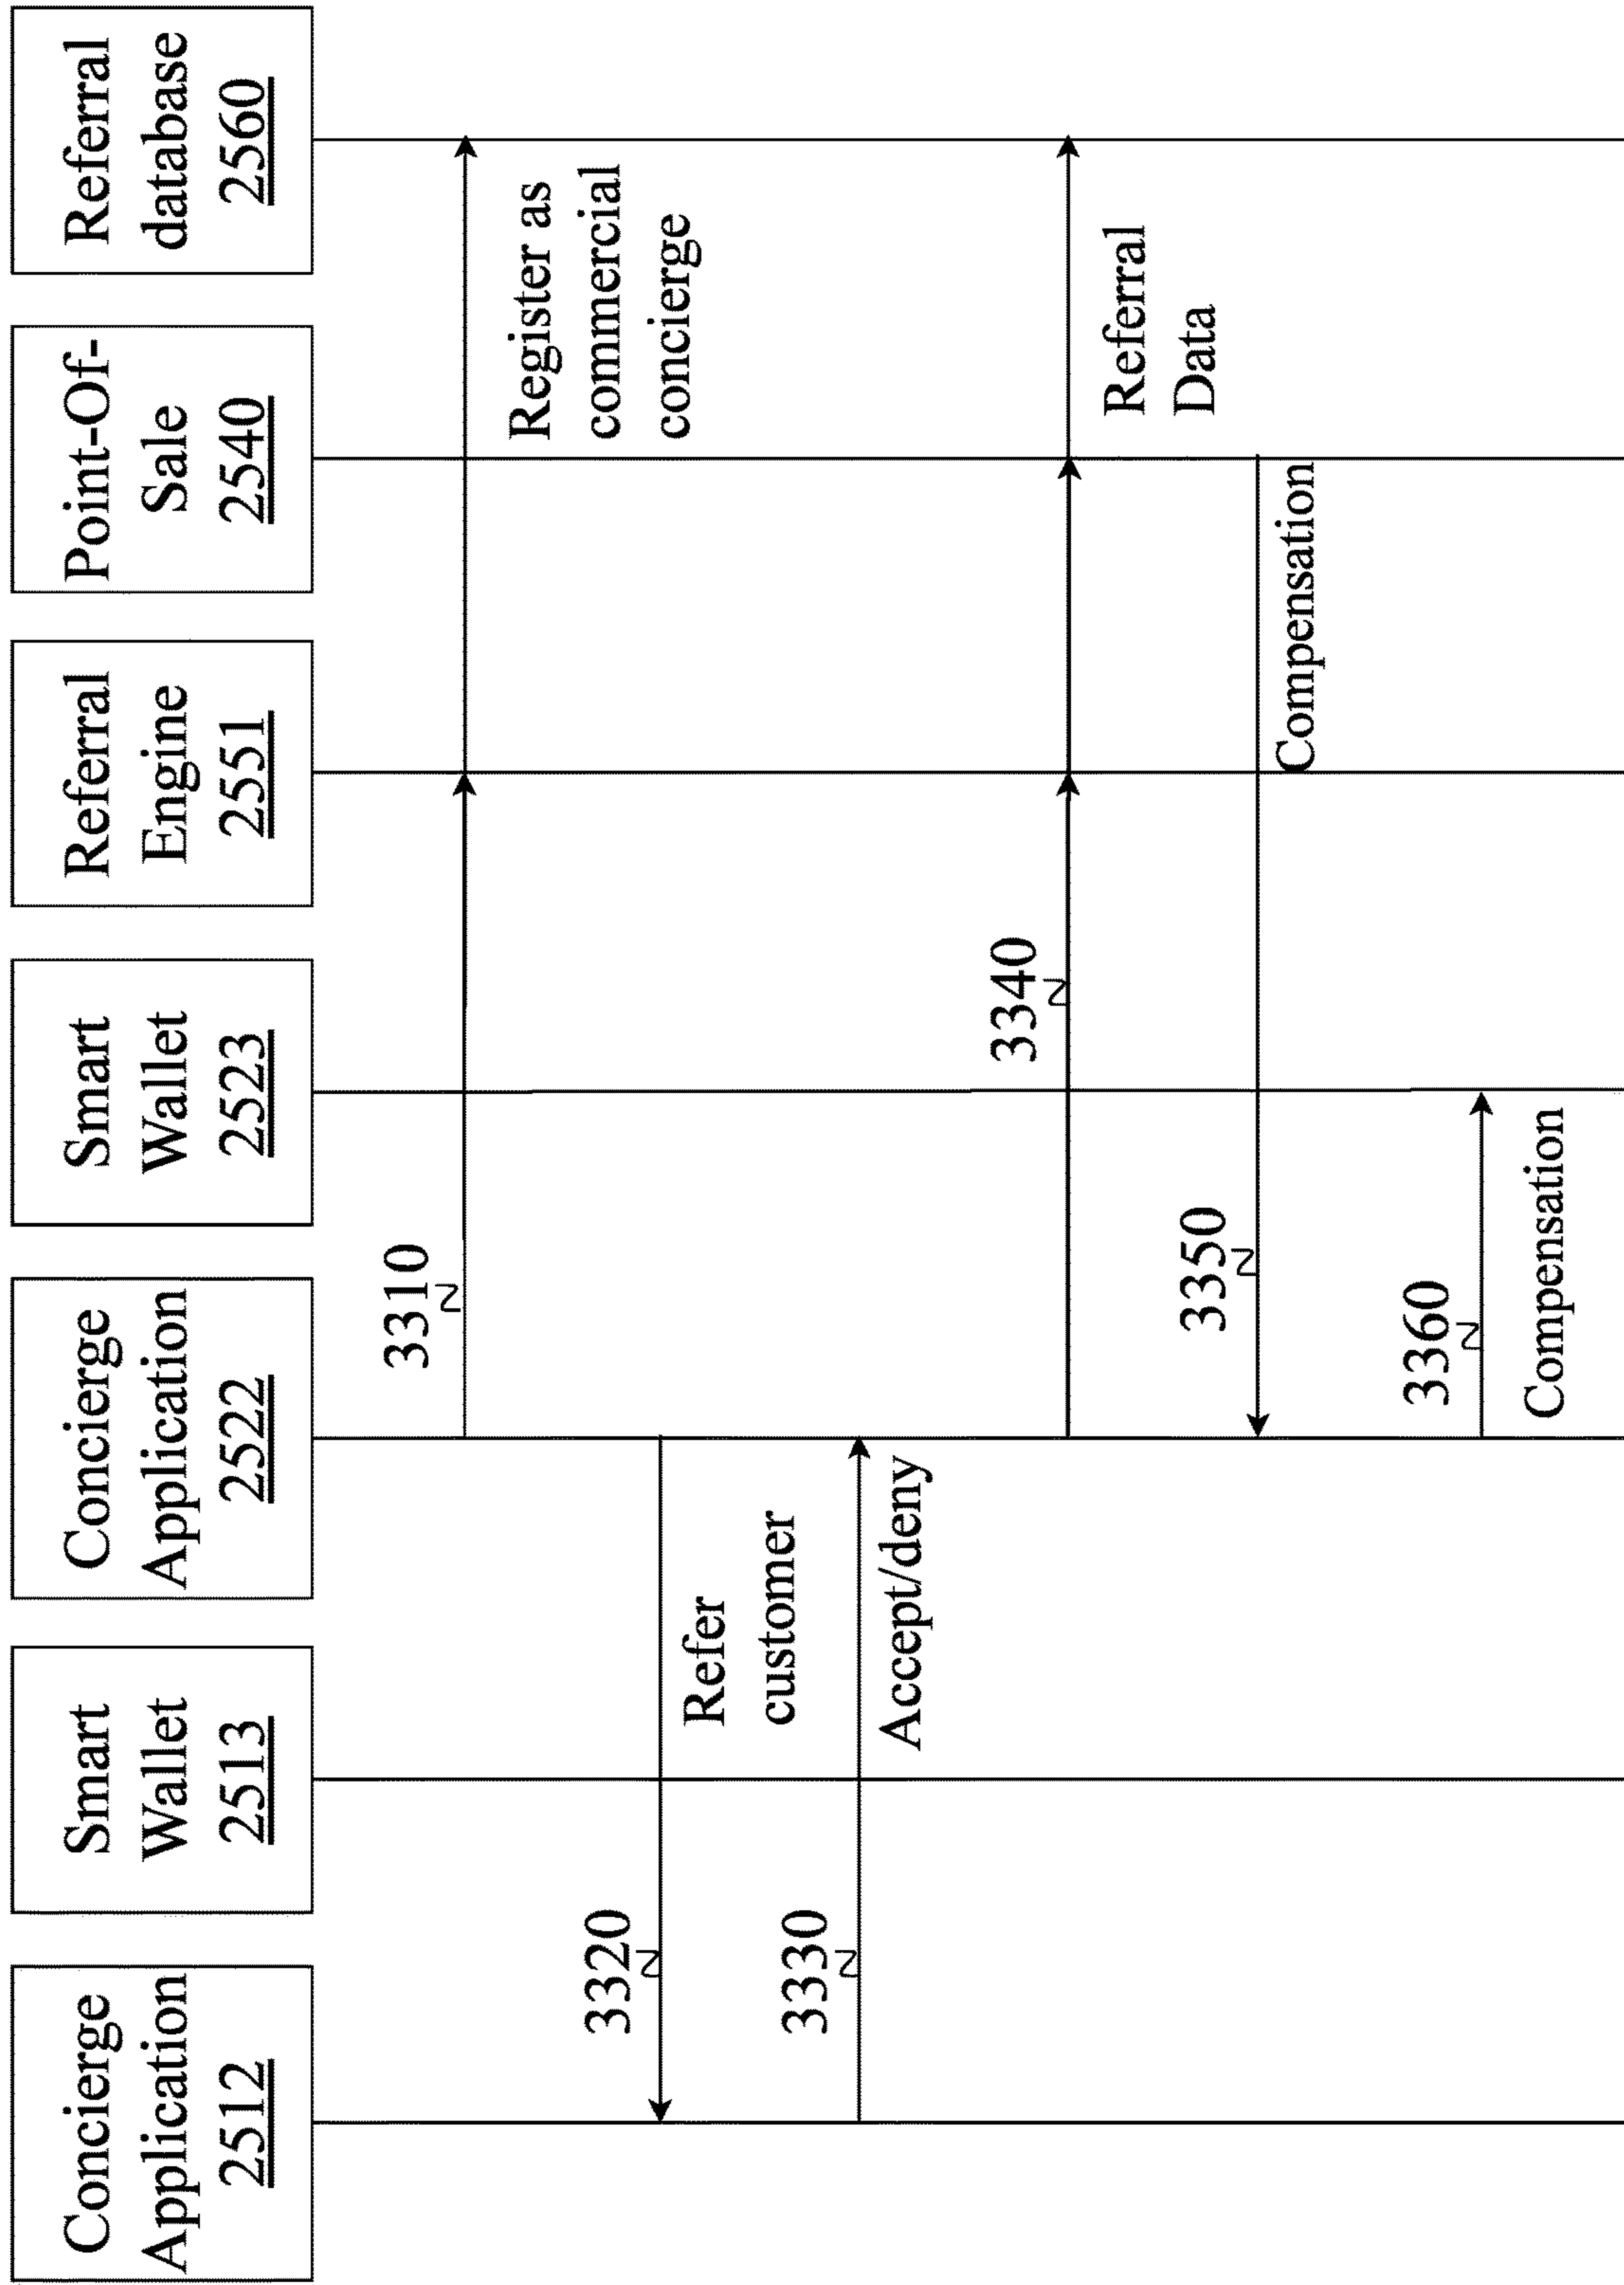 Concierge
Application
2512
Smart
Wallet
2513
Concierge
Application
2522
Smart
Wallet
2523
Referral
Engine
2551
Point-Of-
Sale
2540
Referral
database
2560
3310
Register as
commercial
concierge
3320
Refer
customer
3330
Accept/deny
3340
Referral
Data
3350
Compensation
3360
Compensation